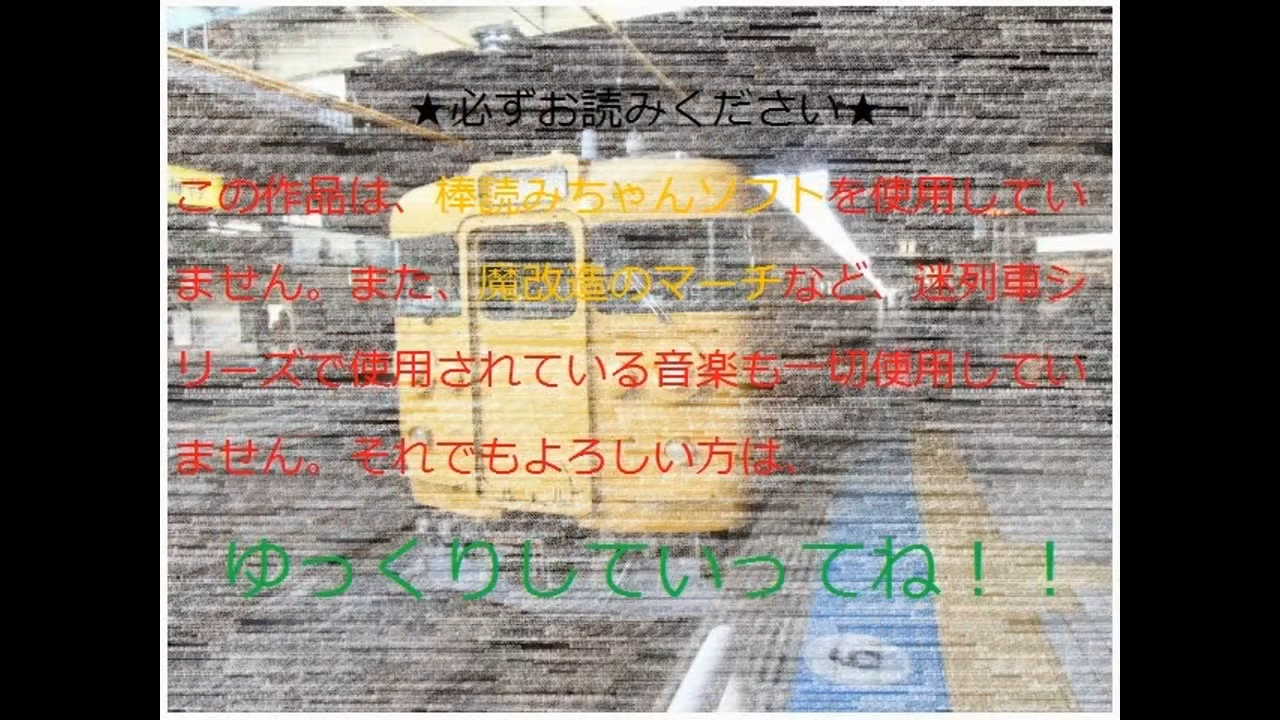 ★必ずお読みください★
この作品は、棒読みちゃんソフトを使用してい
ません。また、魔改造のマーチなど、迷列車シ
リーズで使用されている音楽も一切使用してい
ません。それでもよろしい方は、
ゆっくりしていってね！！
6